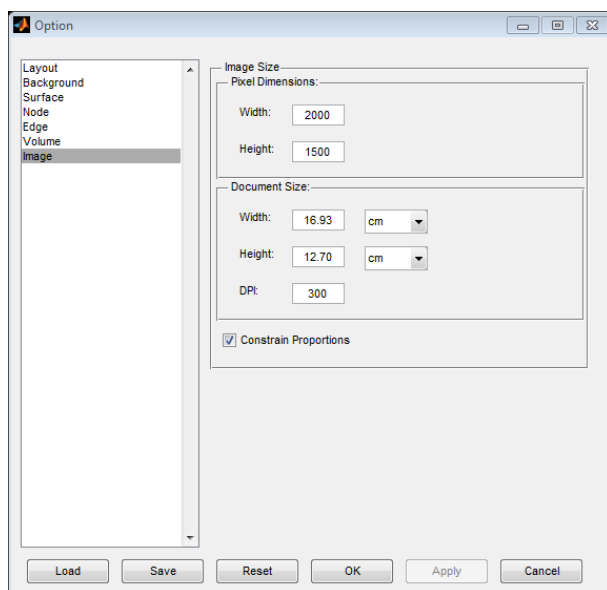 Option
Layout
Background
Surface
Node
Edge
Volume
Image
Image Size
Pixel Dimensions:
Width: 2000
Height: 1500
Document Size:
Width: 16.93 cm
Height: 12.70 cm
DPI: 300
Constrain Proportions
Load Save Reset OK Apply Cancel